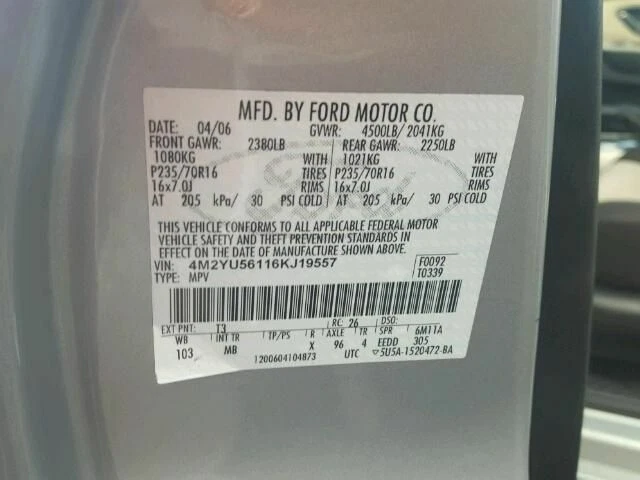 MFD. BY FORD MOTOR CO.
DATE: 04/06 GVWR: 4500LB/ 2041KG
FRONT GAWR: 2380LB REAR GAWR: 2250LB
1080KG WITH 1021KG WITH
P235/70R16 TIRES P235/70R16 TIRES
16x7.0J RIMS 16x7.0J RIMS
AT 205 kPa/ 30 PSI COLD AT 205 kPa/ 30 PSI COLD
THIS VEHICLE CONFORMS TO ALL APPLICABLE FEDERAL MOTOR
VEHICLE SAFETY AND THEFT PREVENTION STANDARDS IN
EFFECT ON THE DATE OF MANUFACTURE SHOWN ABOVE.
VIN: 4M2YU56116KJ19557 F0092
TYPE: MPV T0339
EXT PNT: T3 RC: 26
WB INT TR TP/PS R AXLE TR SPR 6M11A
103 MB X 96 4 EEDD 305
1200604104873 UTC ▽5U5A-1520472-BA
Ford